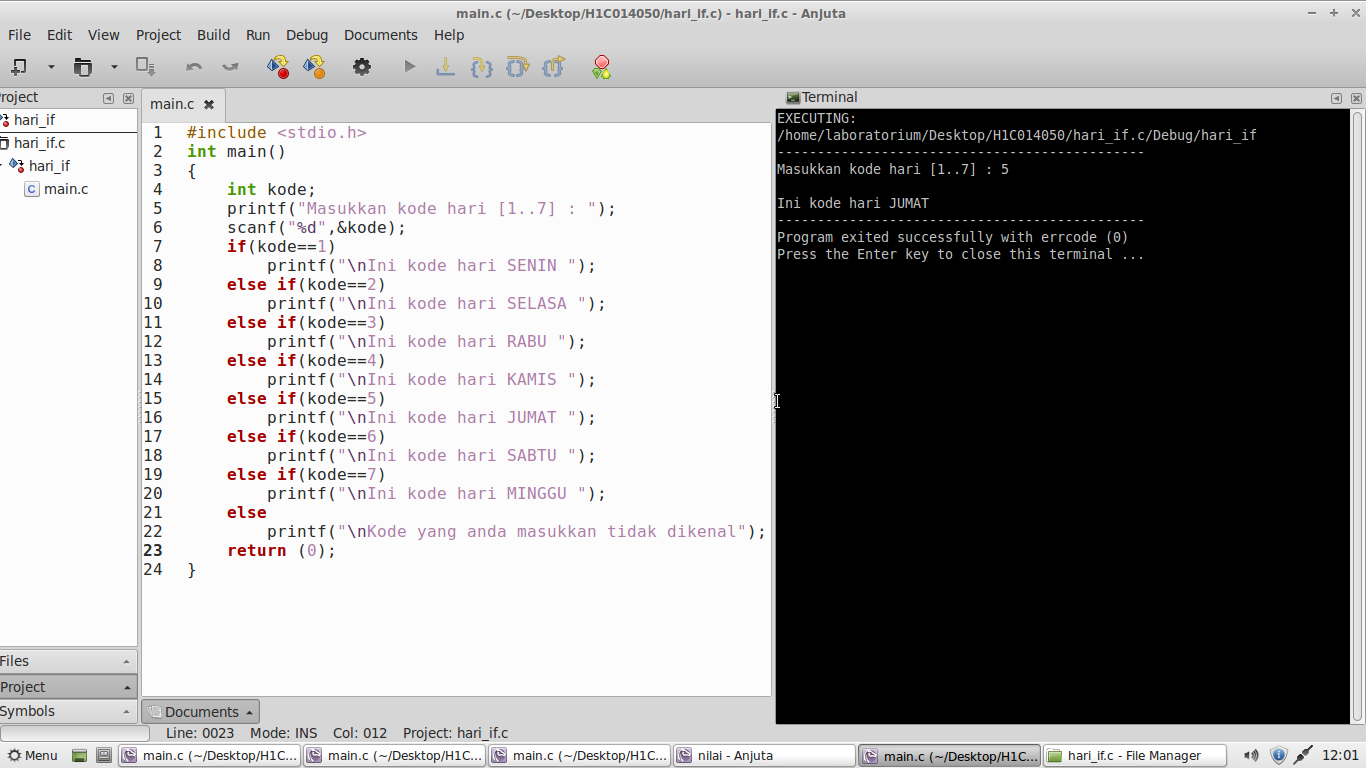 main.c (~/Desktop/H1C014050/hari_if.c) - hari_if.c - Anjuta
File Edit View Project Build Run Debug Documents Help
roject
hari_if
hari_if.c
hari_if
C main.c
Files
Project
Symbols
main.c
1 #include <stdio.h>
2 int main()
3 {
4     int kode;
5     printf("Masukkan kode hari [1..7] : ");
6     scanf("%d",&kode);
7     if(kode==1)
8         printf("\nIni kode hari SENIN ");
9     else if(kode==2)
10         printf("\nIni kode hari SELASA ");
11     else if(kode==3)
12         printf("\nIni kode hari RABU ");
13     else if(kode==4)
14         printf("\nIni kode hari KAMIS ");
15     else if(kode==5)
16         printf("\nIni kode hari JUMAT ");
17     else if(kode==6)
18         printf("\nIni kode hari SABTU ");
19     else if(kode==7)
20         printf("\nIni kode hari MINGGU ");
21     else
22         printf("\nKode yang anda masukkan tidak dikenal");
23     return (0);
24 }
Documents
Terminal
EXECUTING:
/home/laboratorium/Desktop/H1C014050/hari_if.c/Debug/hari_if
----------------------------------------------
Masukkan kode hari [1..7] : 5
Ini kode hari JUMAT
----------------------------------------------
Program exited successfully with errcode (0)
Press the Enter key to close this terminal ...
Line: 0023 Mode: INS Col: 012 Project: hari_if.c
Menu main.c (~/Desktop/H1C... main.c (~/Desktop/H1C... main.c (~/Desktop/H1C... nilai - Anjuta main.c (~/Desktop/H1C... hari_if.c - File Manager 12:01